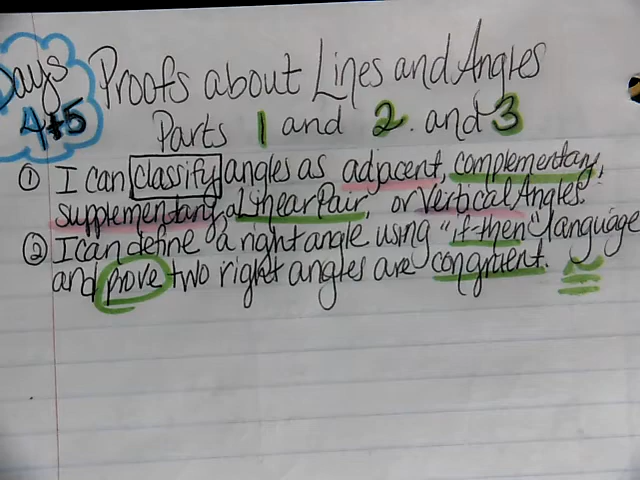 Days
4+5
Proofs about Lines and Angles
Parts 1 and 2. and 3
① I can classify angles as adjacent, complementary,
supplementary, a Linear Pair, or Vertical Angles.
② I can define a right angle using "if-then" language
and prove two right angles are congruent.